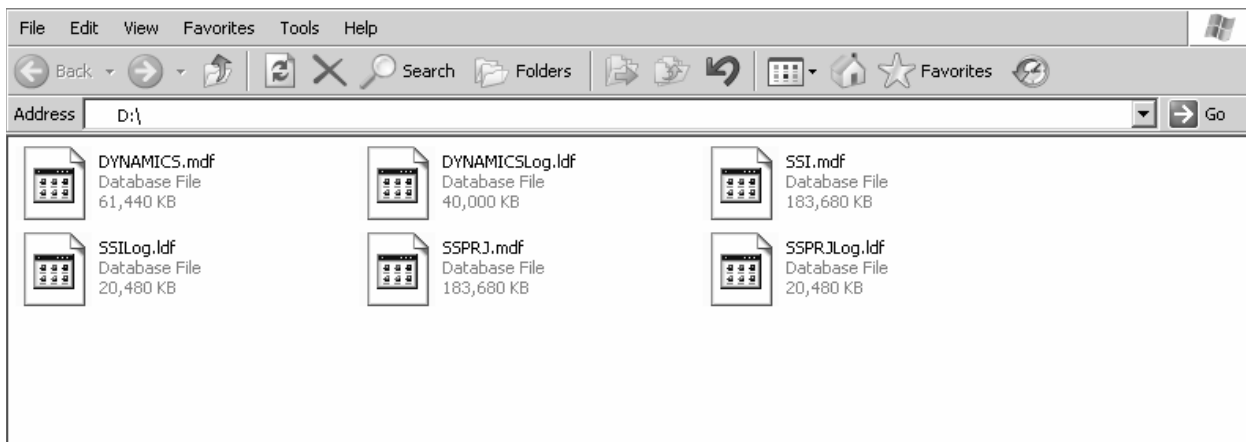 File Edit View Favorites Tools Help
Back Search Folders Favorites
Address D:\ Go
DYNAMICS.mdf
Database File
61,440 KB
DYNAMICSLog.ldf
Database File
40,000 KB
SSI.mdf
Database File
183,680 KB
SSILog.ldf
Database File
20,480 KB
SSPRJ.mdf
Database File
183,680 KB
SSPRJLog.ldf
Database File
20,480 KB